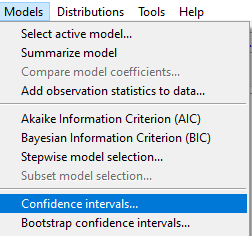 Models Distributions Tools Help
Select active model...
Summarize model
Compare model coefficients...
Add observation statistics to data...
Akaike Information Criterion (AIC)
Bayesian Information Criterion (BIC)
Stepwise model selection...
Subset model selection...
Confidence intervals...
Bootstrap confidence intervals...